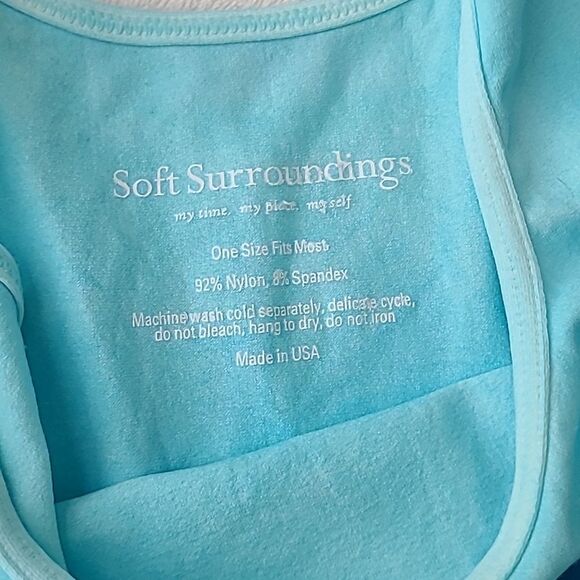 Soft Surroundings
my time. my place. my self.
One Size Fits Most
92% Nylon, 8% Spandex
Machine wash cold separately, delicate cycle,
do not bleach, hang to dry, do not iron
Made in USA